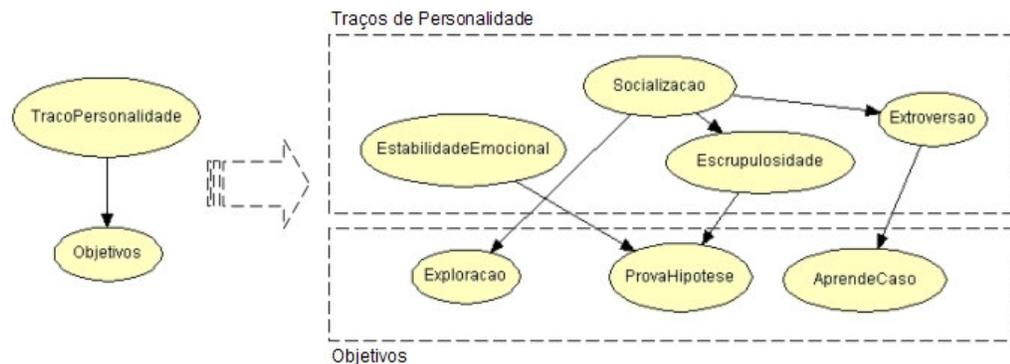 Traços de Personalidade
TracoPersonalidade
Objetivos
Socializacao
Extroversao
EstabilidadeEmocional
Escrupulosidade
Exploracao
ProvaHipotese
AprendeCaso
Objetivos